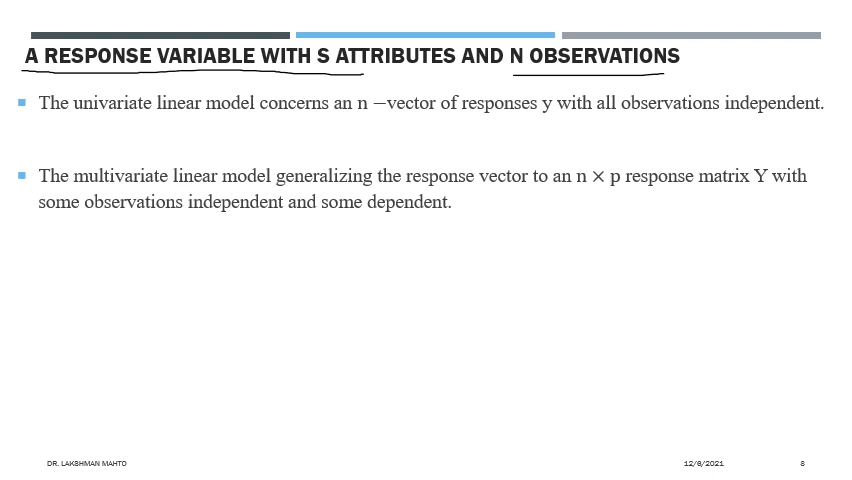 A RESPONSE VARIABLE WITH S ATTRIBUTES AND N OBSERVATIONS
The univariate linear model concerns an n −vector of responses y with all observations independent.
The multivariate linear model generalizing the response vector to an n × p response matrix Y with
some observations independent and some dependent.
DR. LAKSHMAN MAHTO
12/8/2021
8